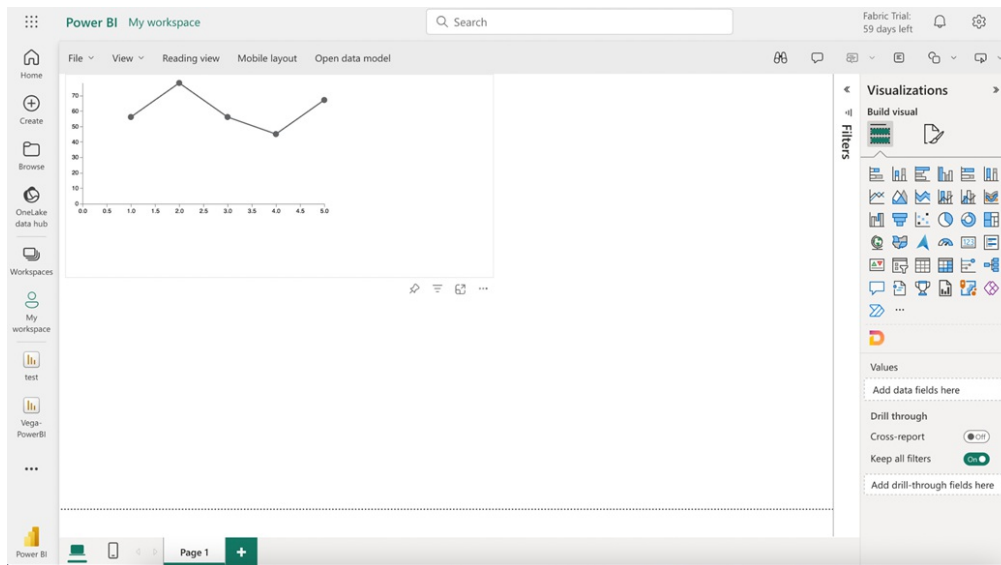 Power BI My workspace
Search
Fabric Trial:
59 days left
File View Reading view Mobile layout Open data model
Home
Create
Browse
OneLake
data hub
Workspaces
My
workspace
test
Vega-
PowerBI
Power BI
70
60
50
40
30
20
10
0
0.0 0.5 1.0 1.5 2.0 2.5 3.0 3.5 4.0 4.5 5.0
Filters
Visualizations
Build visual
123
Values
Add data fields here
Drill through
Cross-report Off
Keep all filters On
Add drill-through fields here
Page 1